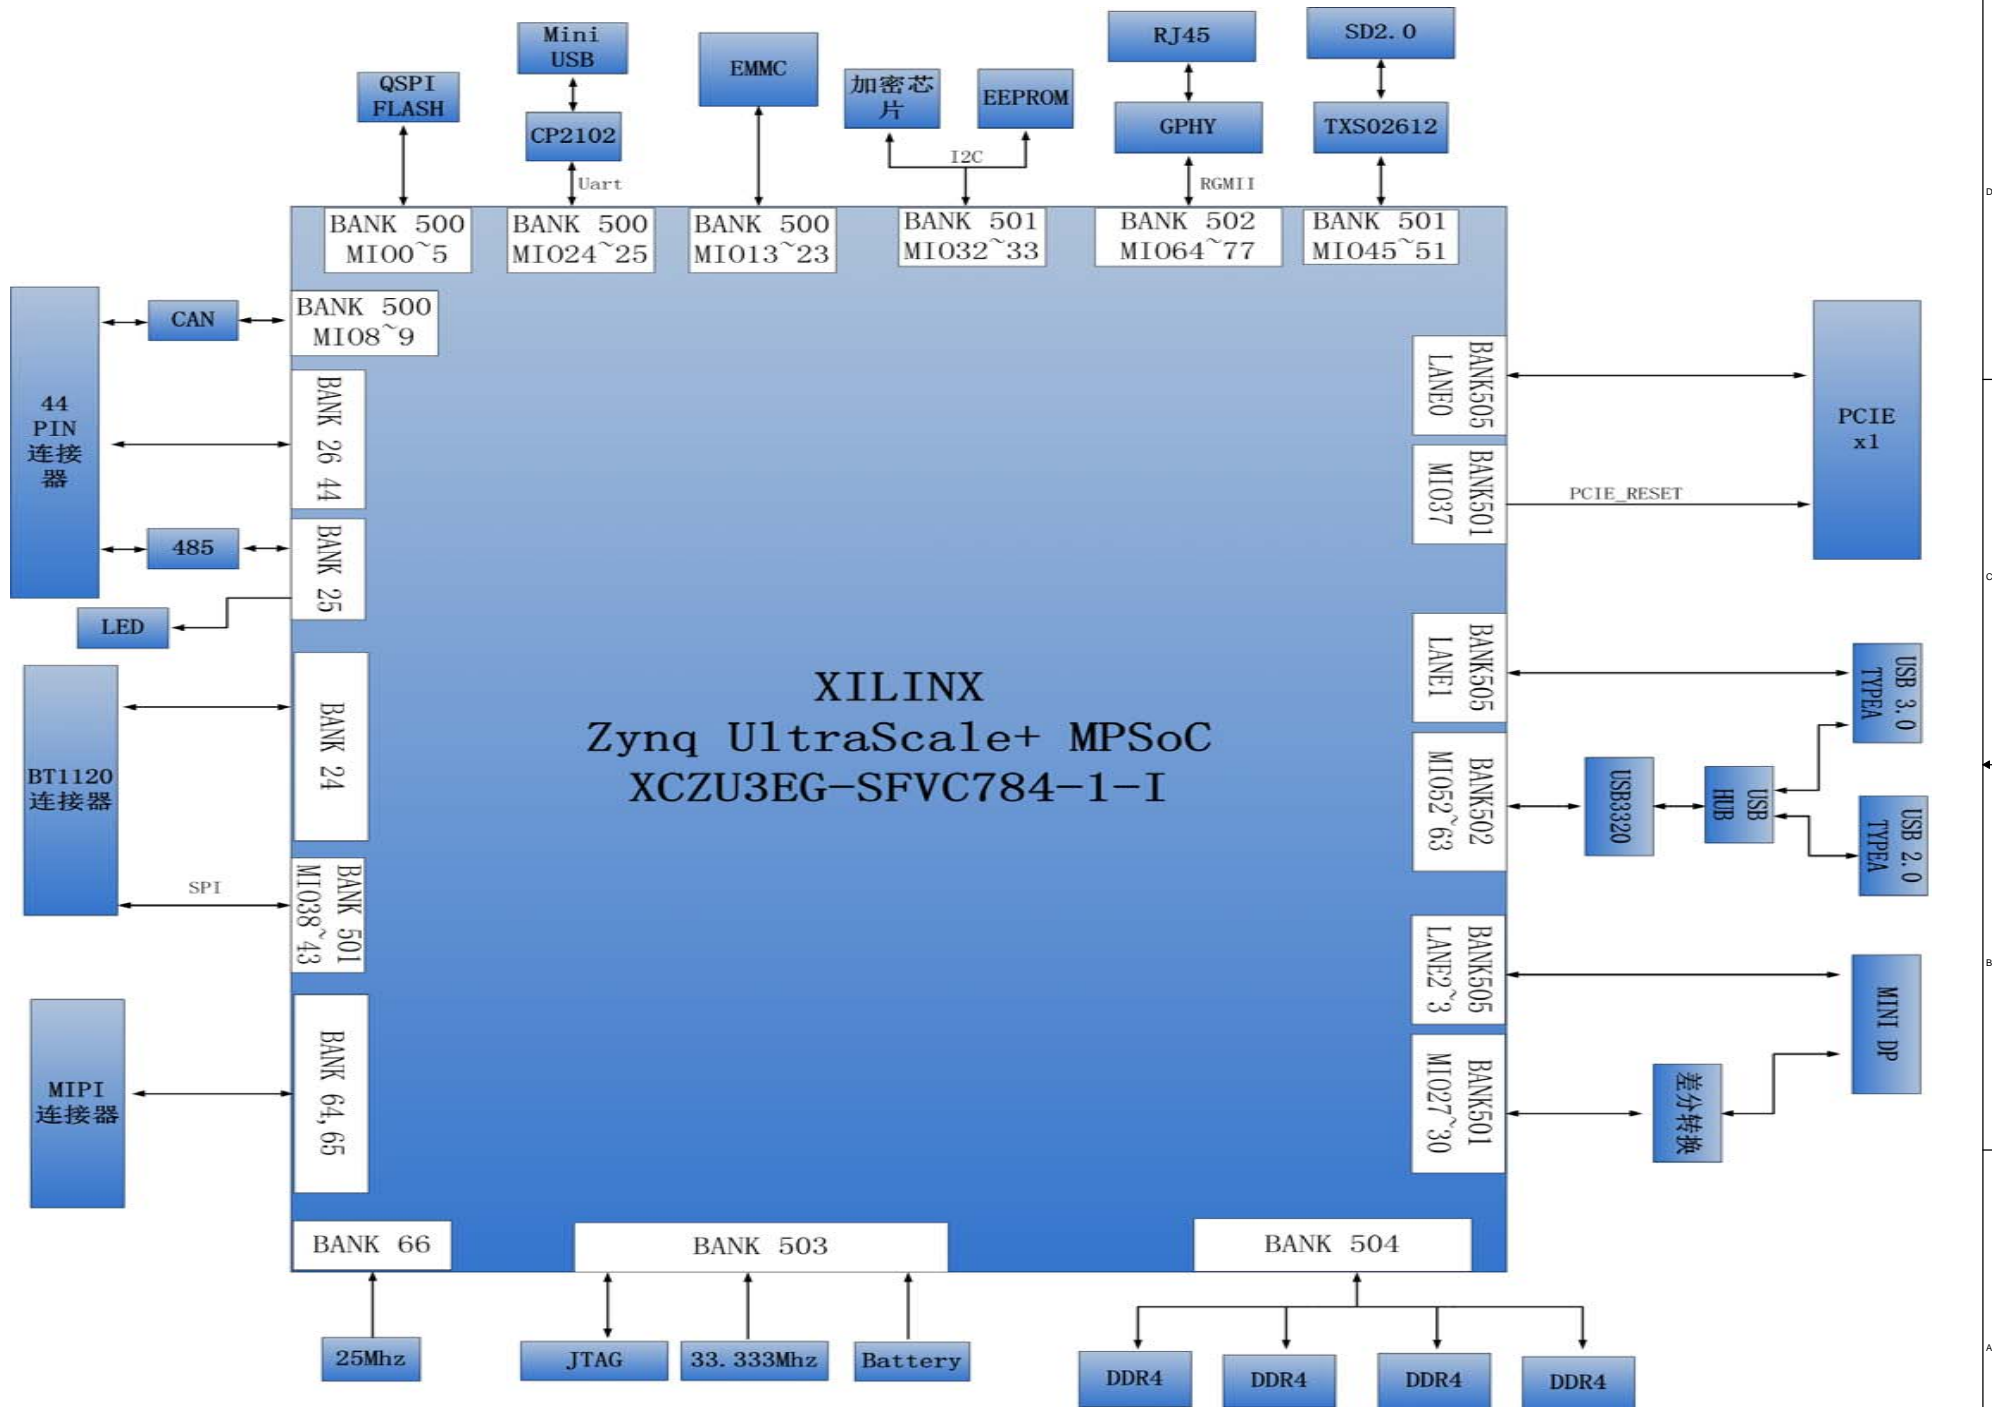 Mini
USB
QSPI
FLASH
CP2102
Uart
EMMC
加密芯
片
EEPROM
I2C
RJ45
GPHY
RGMII
SD2.0
TXS02612
BANK 500
MIO0~5
BANK 500
MIO24~25
BANK 500
MIO13~23
BANK 501
MIO32~33
BANK 502
MIO64~77
BANK 501
MIO45~51
44
PIN
连接
器
CAN
BANK 500
MIO8~9
BANK 26 44
485
BANK 25
LED
BT1120
连接器
BANK 24
SPI
BANK 501
MIO38~43
MIPI
连接器
BANK 64,65
XILINX
Zynq UltraScale+ MPSoC
XCZU3EG-SFVC784-1-I
BANK505
LANE0
BANK501
MIO37
PCIE_RESET
PCIE
x1
BANK505
LANE1
BANK502
MIO52~63
USB3320
USB
HUB
USB 3.0
TYPEA
USB 2.0
TYPEA
BANK505
LANE2~3
BANK501
MIO27~30
差分转换
MINI DP
BANK 66
BANK 503
BANK 504
25Mhz
JTAG
33.333Mhz
Battery
DDR4
DDR4
DDR4
DDR4
D
C
B
A